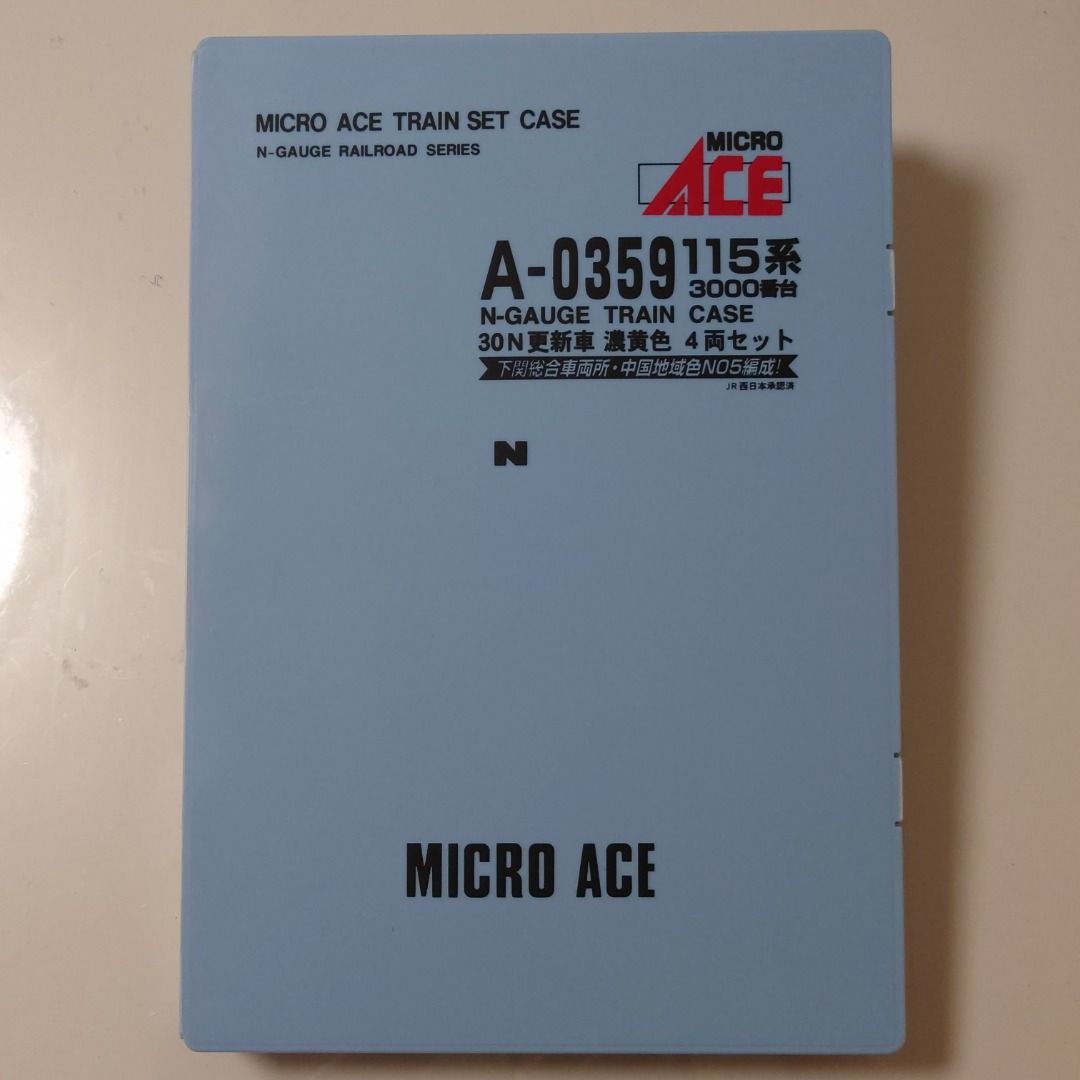 MICRO ACE TRAIN SET CASE
N-GAUGE RAILROAD SERIES
MICRO
ACE
A-0359 115系
3000番台
N-GAUGE TRAIN CASE
30N更新車 濃黄色 4両セット
下関総合車両所・中国地域色NO5編成!
JR西日本承認済
N
MICRO ACE